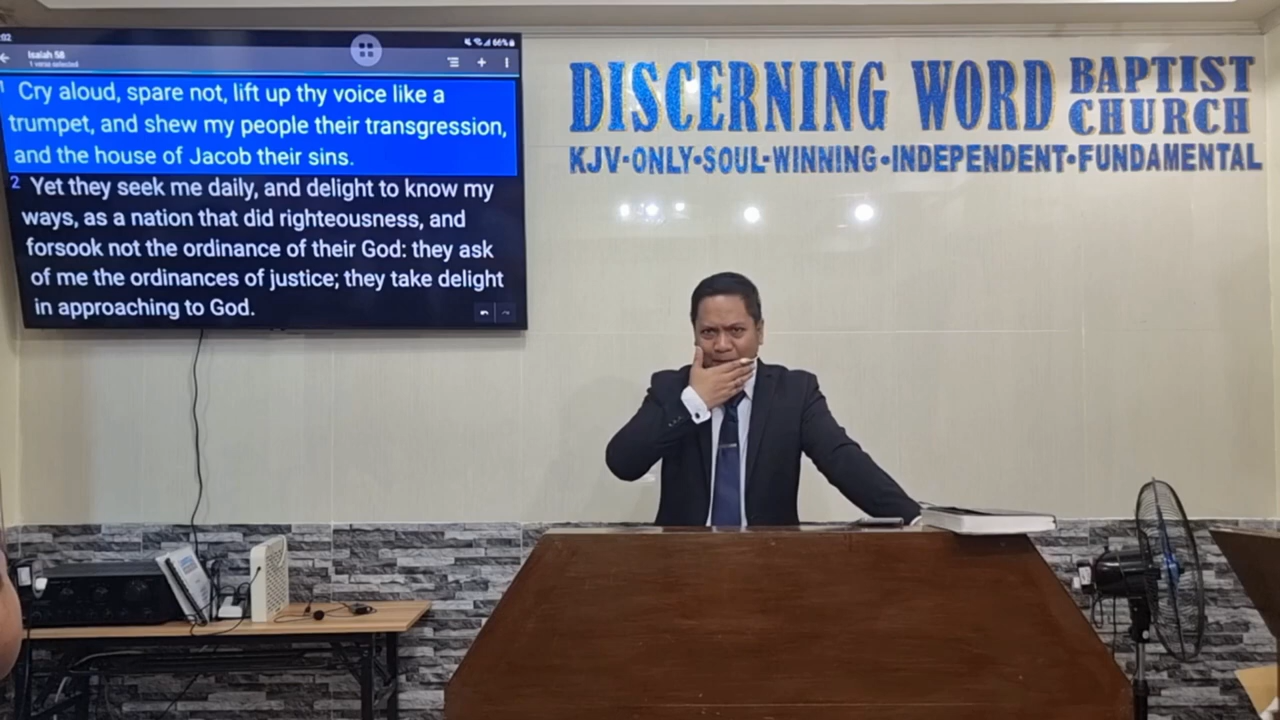 :02
Isaiah 58
1 verse selected
66%
1 Cry aloud, spare not, lift up thy voice like a
trumpet, and shew my people their transgression,
and the house of Jacob their sins.
2 Yet they seek me daily, and delight to know my
ways, as a nation that did righteousness, and
forsook not the ordinance of their God: they ask
of me the ordinances of justice; they take delight
in approaching to God.
DISCERNING WORD BAPTIST
CHURCH
KJV-ONLY•SOUL-WINNING•INDEPENDENT•FUNDAMENTAL